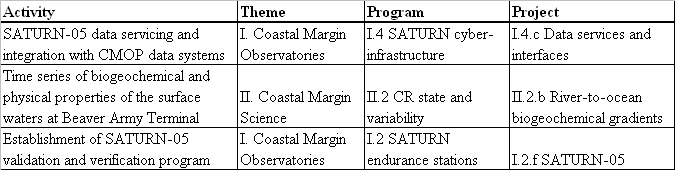 Activity Theme Program Project
SATURN-05 data servicing and I. Coastal Margin I.4 SATURN cyber- I.4.c Data services and
integration with CMOP data systems Observatories infrastructure interfaces
Time series of biogeochemical and
physical properties of the surface II. Coastal Margin II.2 CR state and II.2.b River-to-ocean
waters at Beaver Army Terminal Science variability biogeochemical gradients
Establishment of SATURN-05 I. Coastal Margin I.2 SATURN
validation and verification program Observatories endurance stations I.2.f SATURN-05